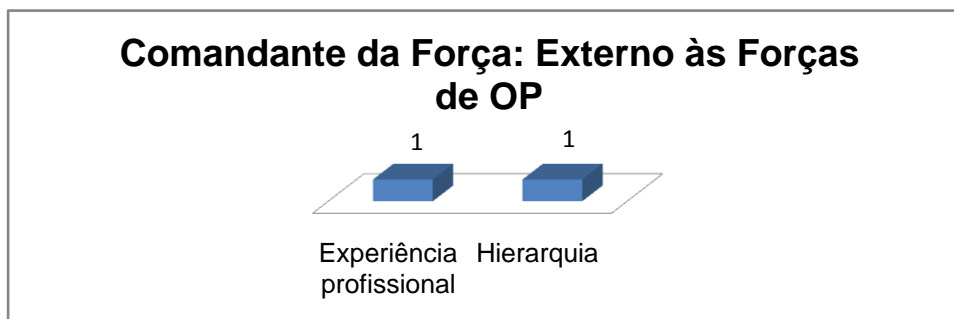 Comandante da Força: Externo às Forças
de OP
1 1
Experiência Hierarquia
profissional